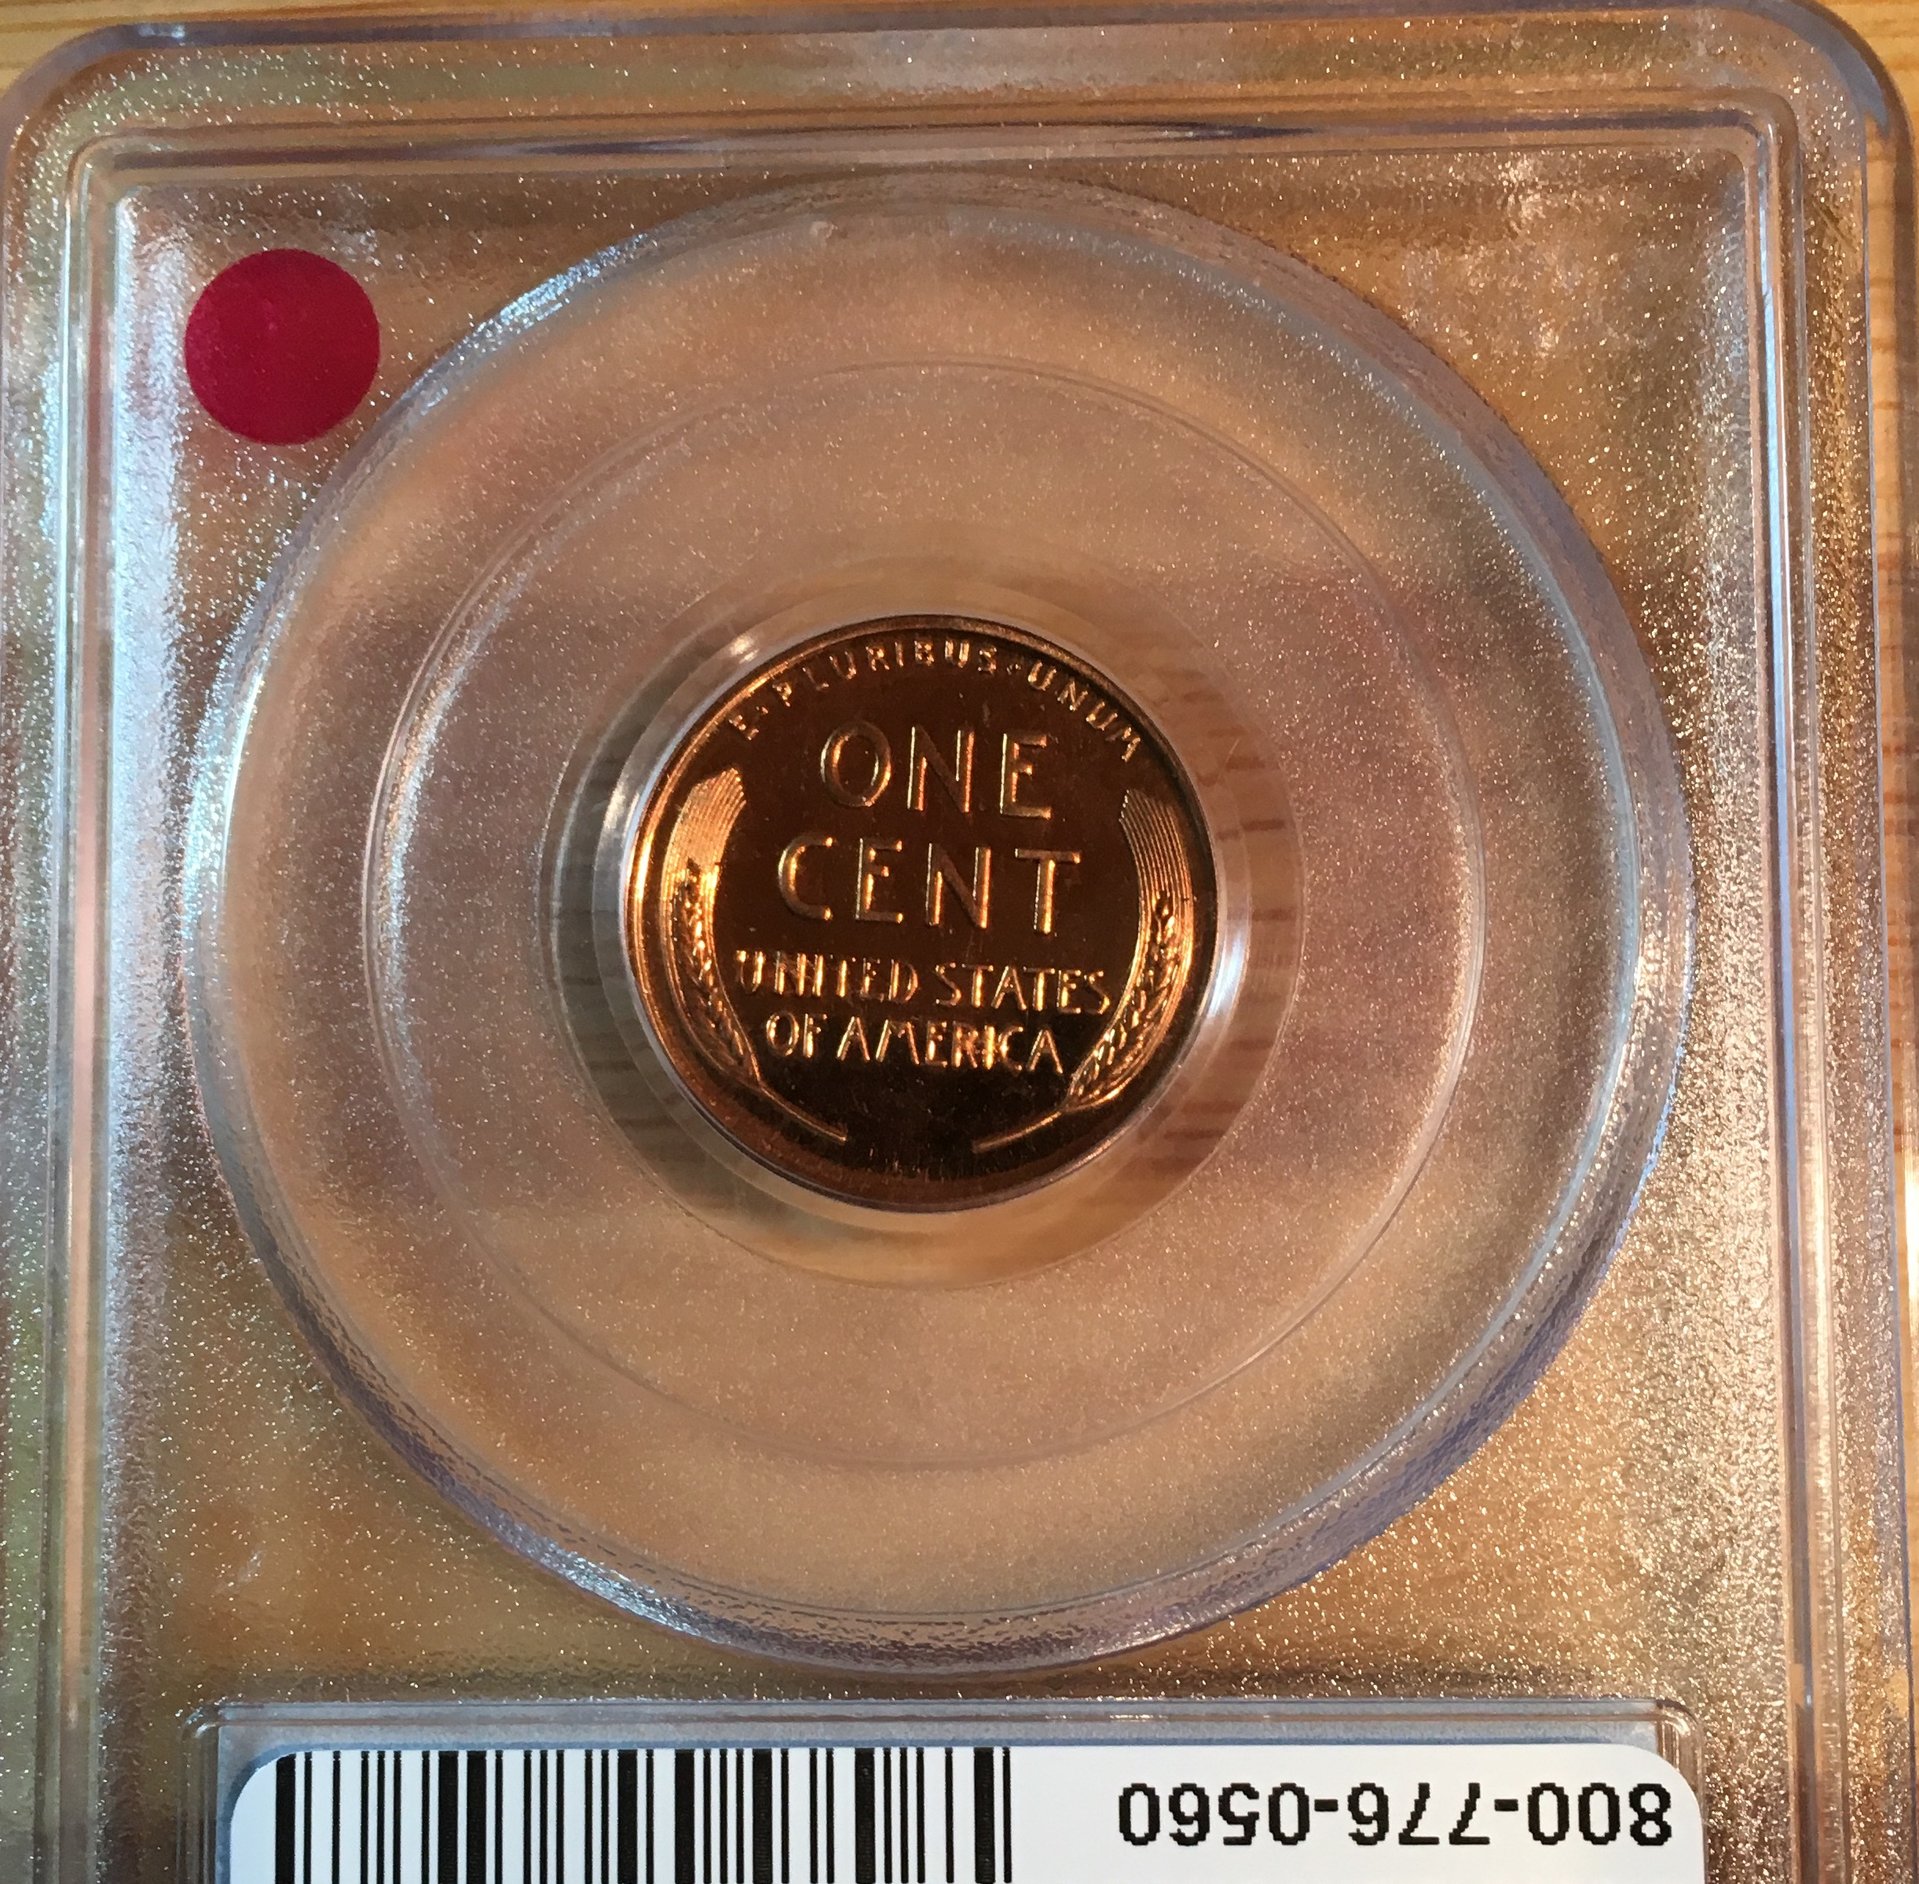 E·PLURIBUS·UNUM
ONE
CENT
UNITED STATES
OF AMERICA
800-776-0560